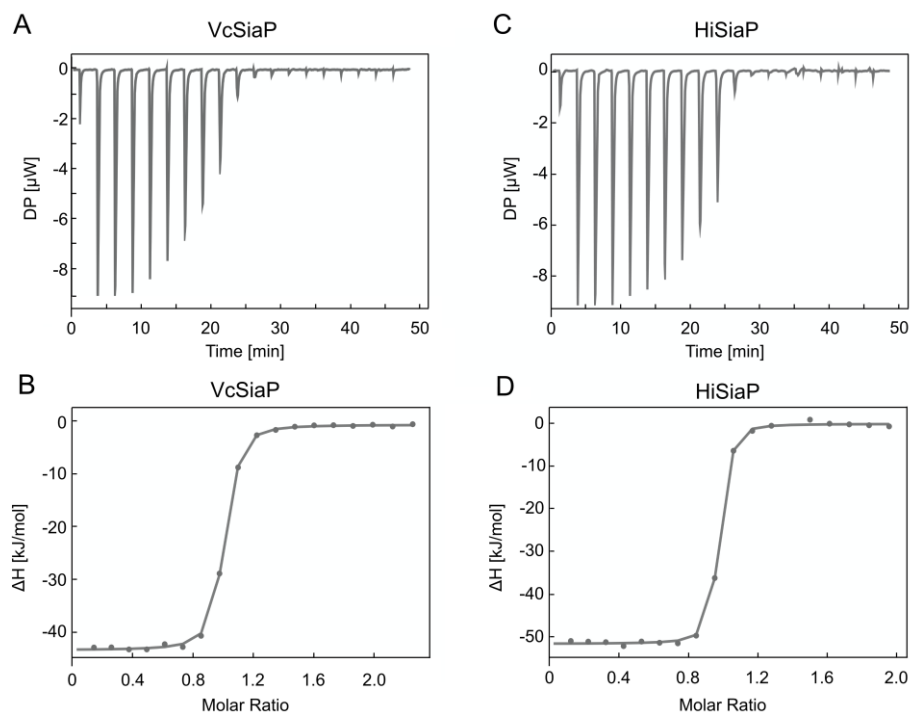 A
VcSiaP
0
-2
-4
-6
-8
DP [µW]
0 10 20 30 40 50
Time [min]
C
HiSiaP
0
-2
-4
-6
-8
DP [µW]
0 10 20 30 40 50
Time [min]
B
VcSiaP
0
-10
-20
-30
-40
ΔH [kJ/mol]
0 0.4 0.8 1.2 1.6 2.0
Molar Ratio
D
HiSiaP
0
-10
-20
-30
-40
-50
ΔH [kJ/mol]
0 0.4 0.8 1.2 1.6 2.0
Molar Ratio